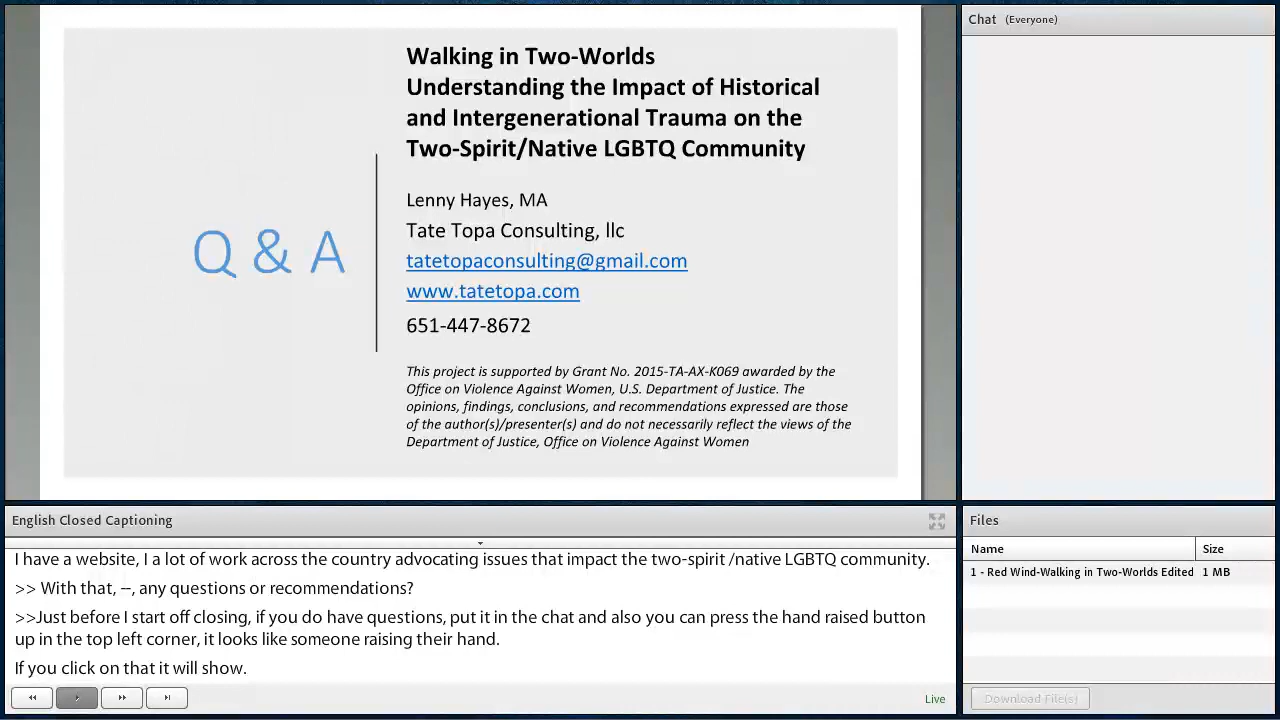 Walking in Two-Worlds
Understanding the Impact of Historical
and Intergenerational Trauma on the
Two-Spirit/Native LGBTQ Community
Q & A
Lenny Hayes, MA
Tate Topa Consulting, llc
tatetopaconsulting@gmail.com
www.tatetopa.com
651-447-8672
This project is supported by Grant No. 2015-TA-AX-K069 awarded by the
Office on Violence Against Women, U.S. Department of Justice. The
opinions, findings, conclusions, and recommendations expressed are those
of the author(s)/presenter(s) and do not necessarily reflect the views of the
Department of Justice, Office on Violence Against Women
Chat (Everyone)
English Closed Captioning
I have a website, I a lot of work across the country advocating issues that impact the two-spirit /native LGBTQ community.
>> With that, --, any questions or recommendations?
>>Just before I start off closing, if you do have questions, put it in the chat and also you can press the hand raised button
up in the top left corner, it looks like someone raising their hand.
If you click on that it will show.
Live
Files
Name Size
1 - Red Wind-Walking in Two-Worlds Edited 1 MB
Download File(s)